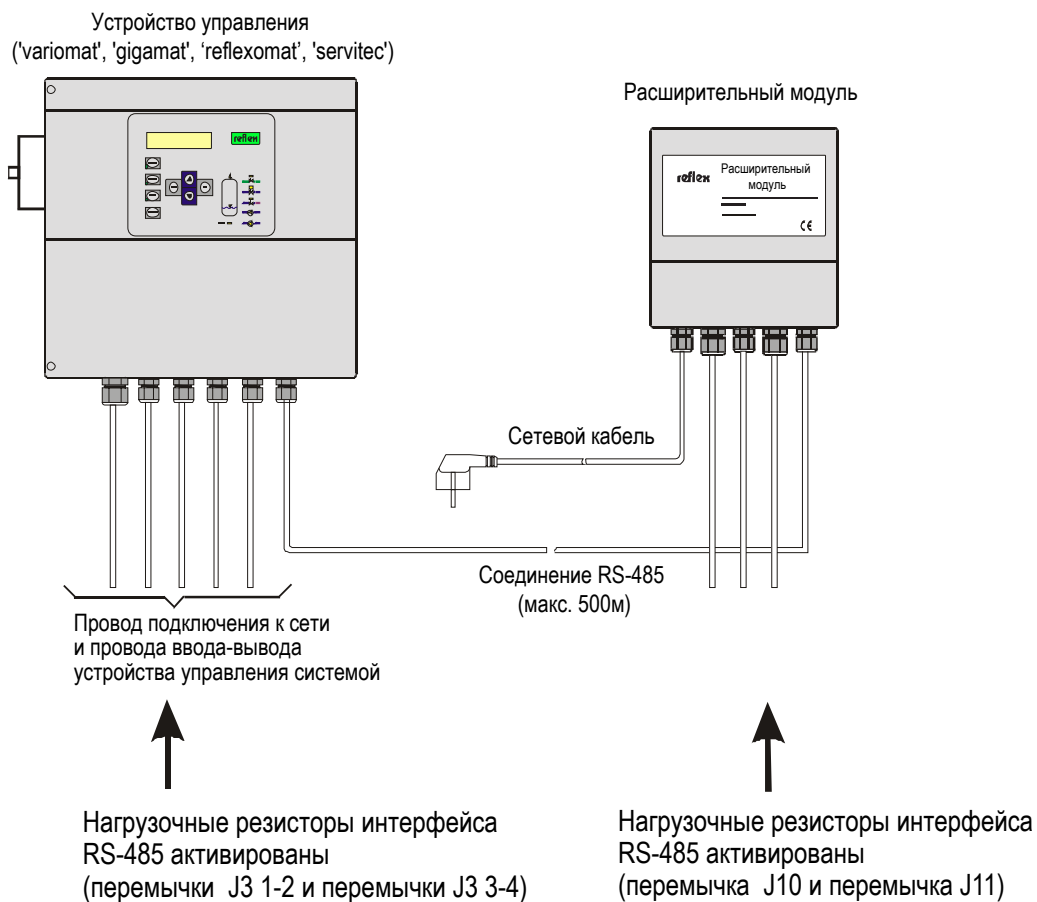 Устройство управления
('variomat', 'gigamat', ‘reflexomat’, 'servitec')
reflex
Расширительный модуль
reflex
Расширительный
модуль
CE
Сетевой кабель
Соединение RS-485
(макс. 500м)
Провод подключения к сети
и провода ввода-вывода
устройства управления системой
Нагрузочные резисторы интерфейса
RS-485 активированы
(перемычки J3 1-2 и перемычки J3 3-4)
Нагрузочные резисторы интерфейса
RS-485 активированы
(перемычка J10 и перемычка J11)